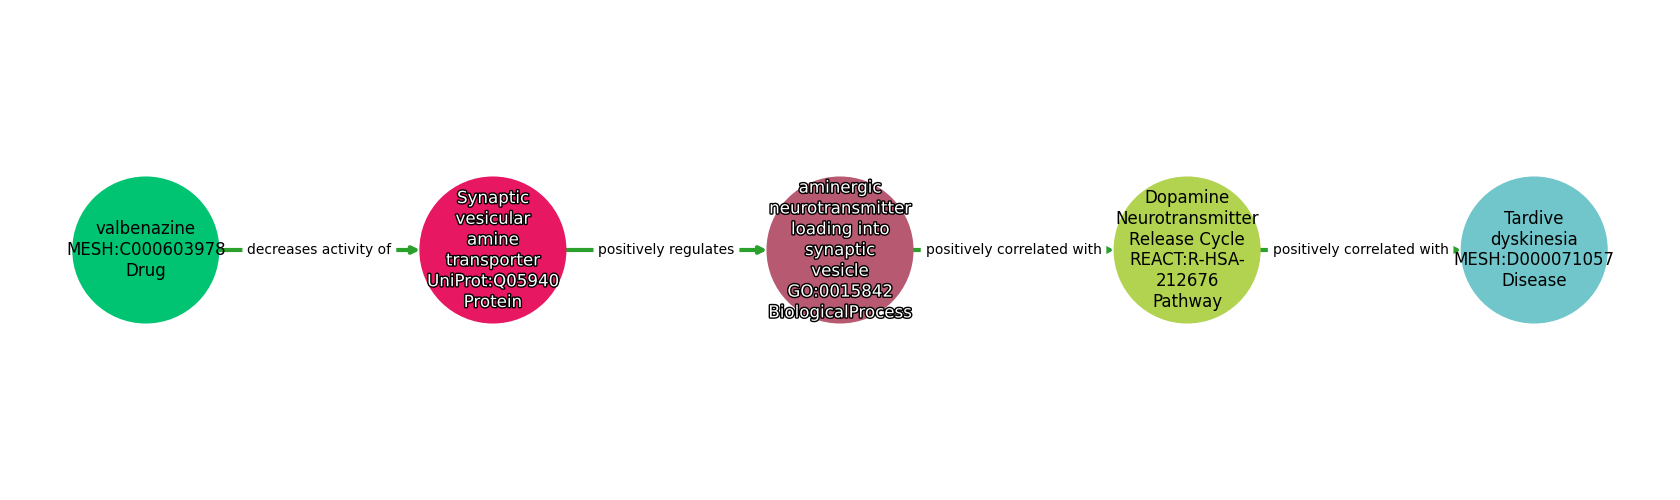 valbenazine
MESH:C000603978
Drug
decreases activity of
Synaptic
vesicular
amine
transporter
UniProt:Q05940
Protein
positively regulates
aminergic
neurotransmitter
loading into
synaptic
vesicle
GO:0015842
BiologicalProcess
positively correlated with
Dopamine
Neurotransmitter
Release Cycle
REACT:R-HSA-
212676
Pathway
positively correlated with
Tardive
dyskinesia
MESH:D000071057
Disease